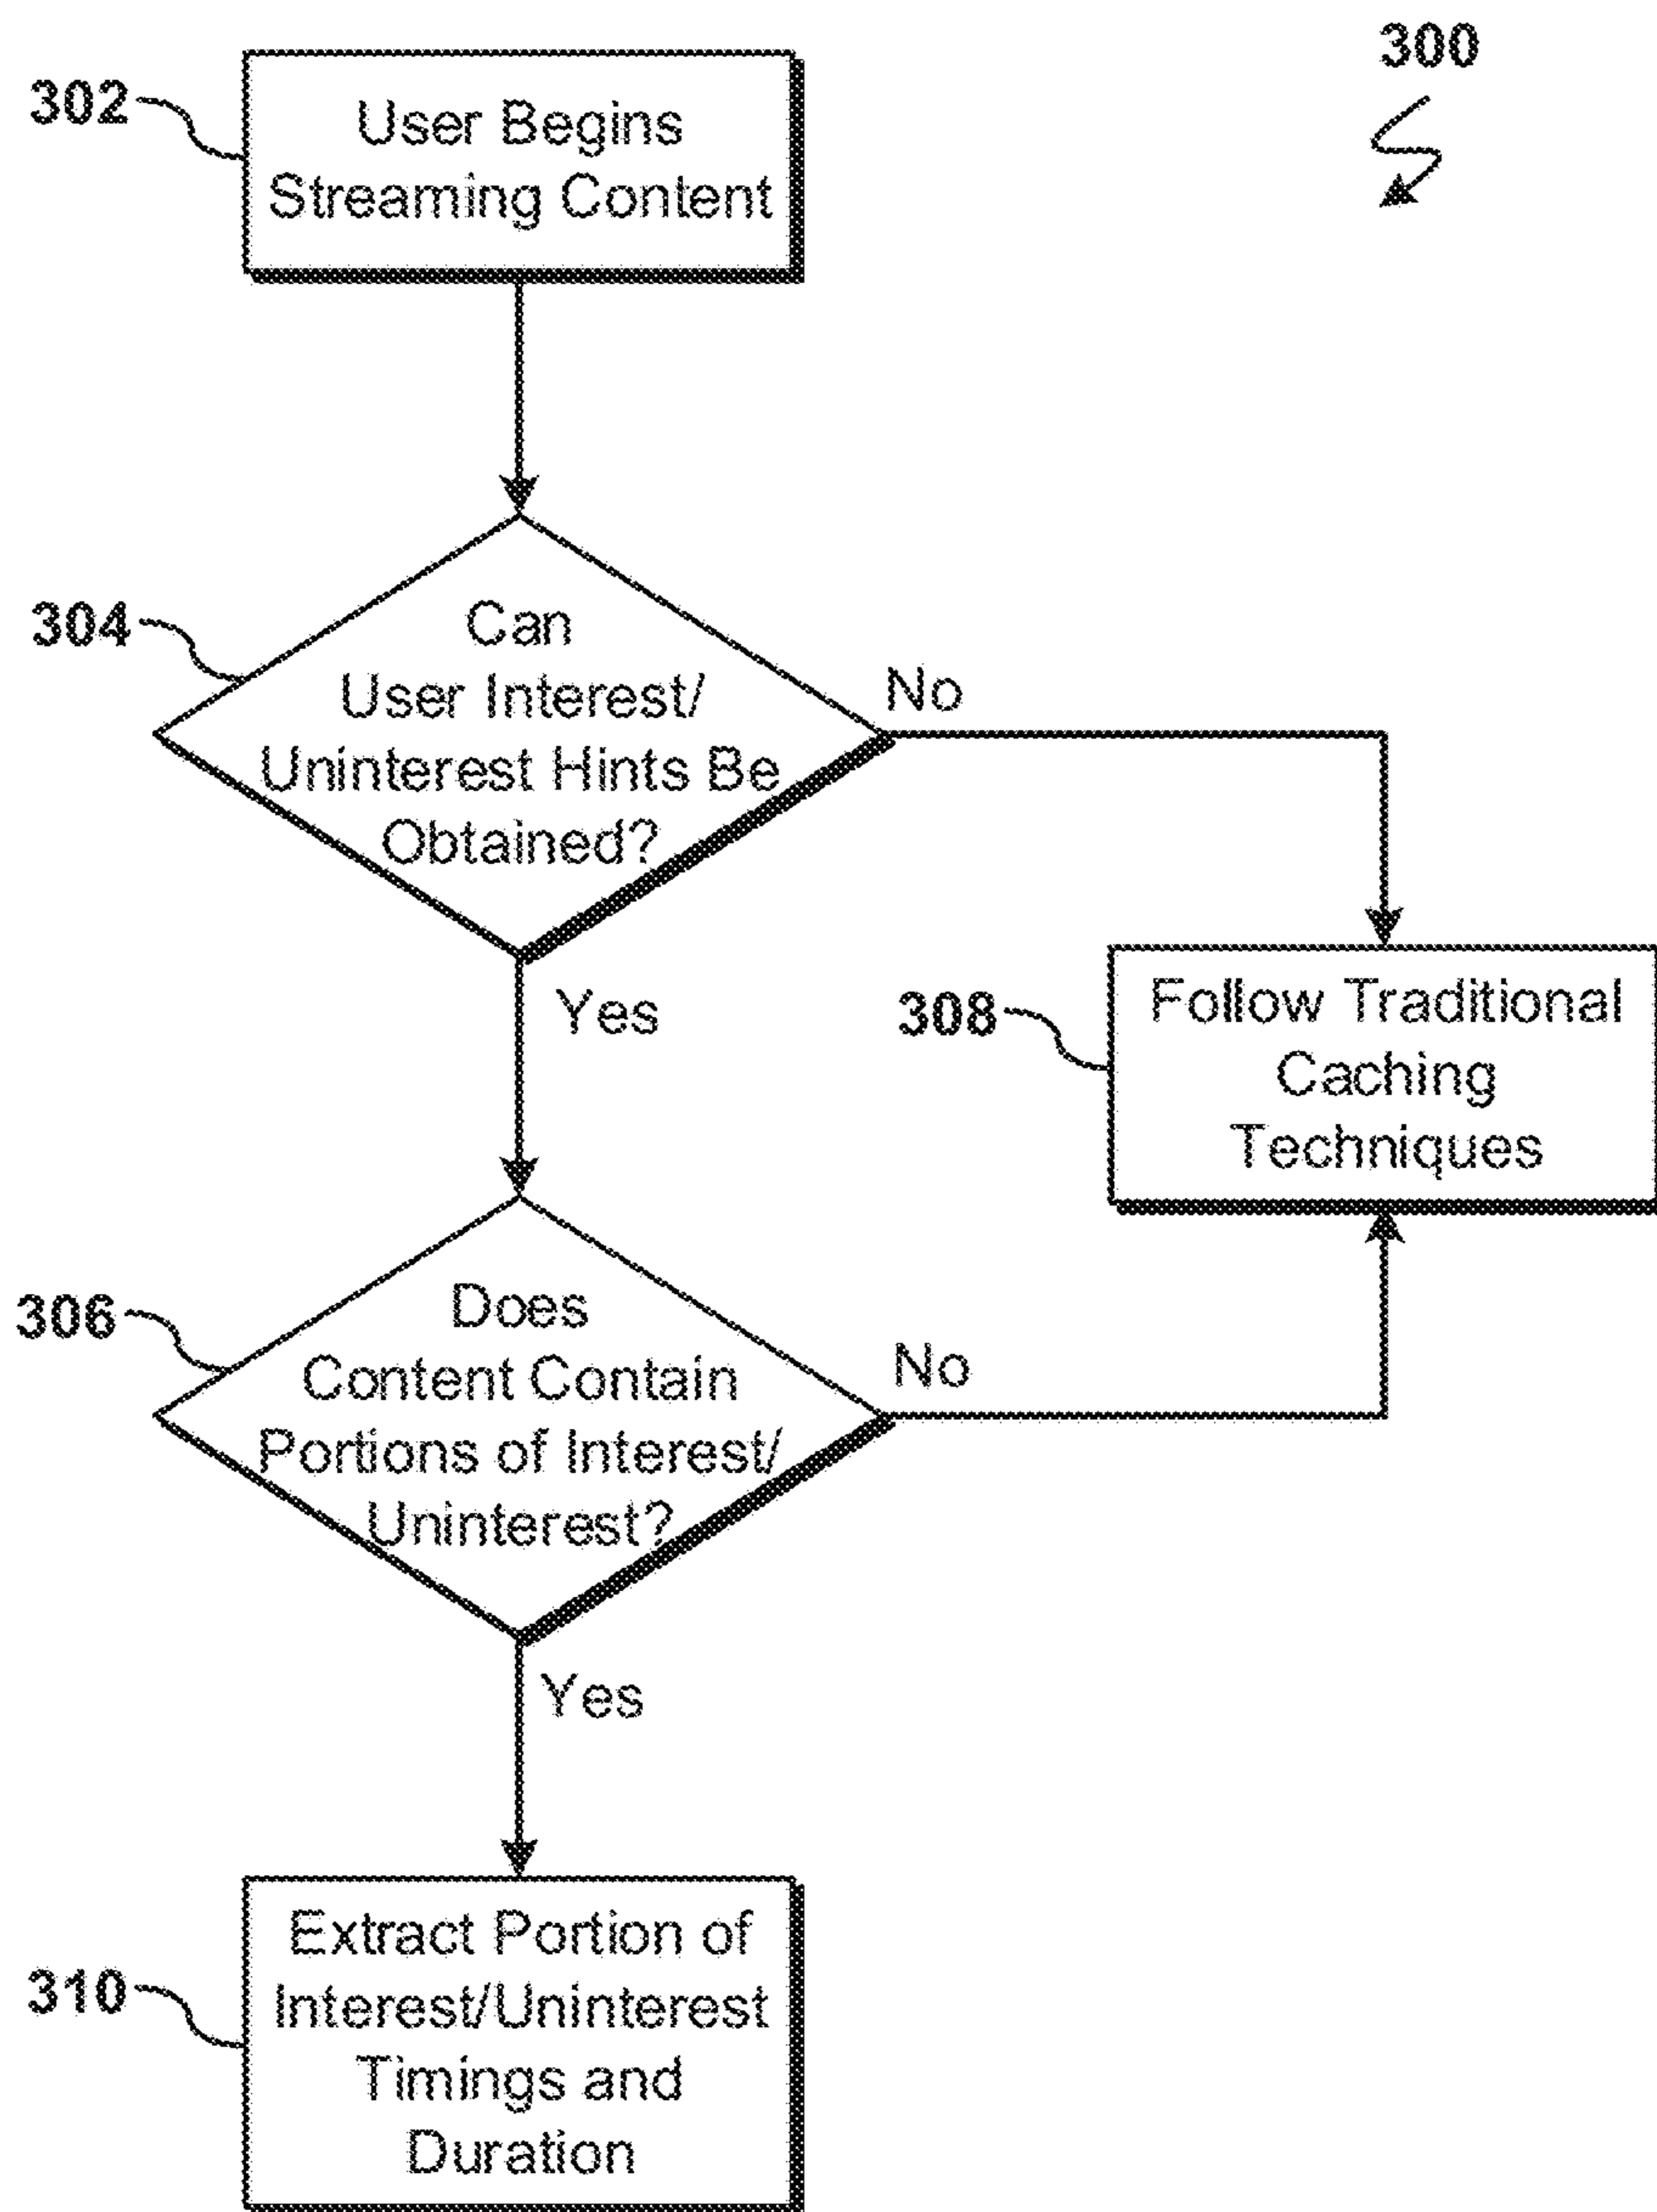 300
302
User Begins
Streaming Content
304
Can
User Interest/
Uninterest Hints Be
Obtained?
No
Yes
308
Follow Traditional
Caching
Techniques
306
Does
Content Contain
Portions of Interest/
Uninterest?
No
Yes
310
Extract Portion of
Interest/Uninterest
Timings and
Duration